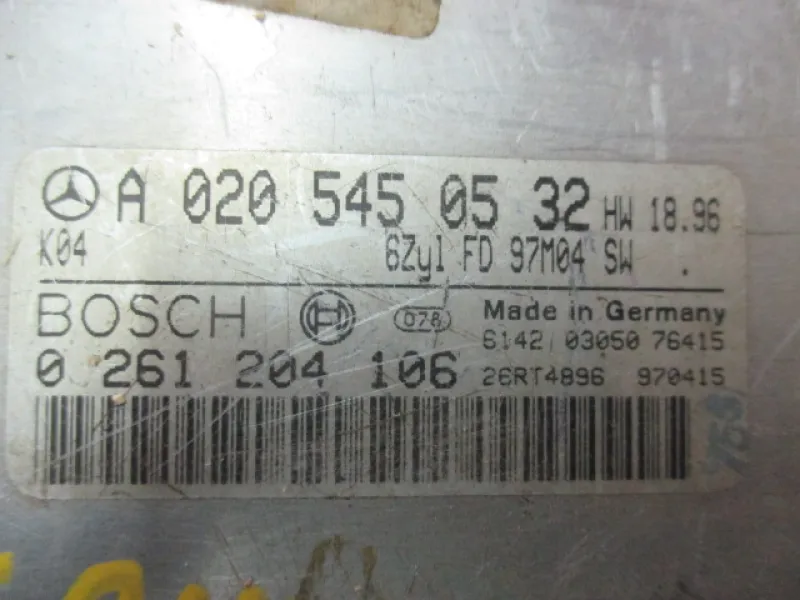 A 020 545 05 32 HW 18.96
K04 6Zyl FD 97M04 SW .
BOSCH 078 Made in Germany
6142 03050 76415
0 261 204 106 26RT4896 970415